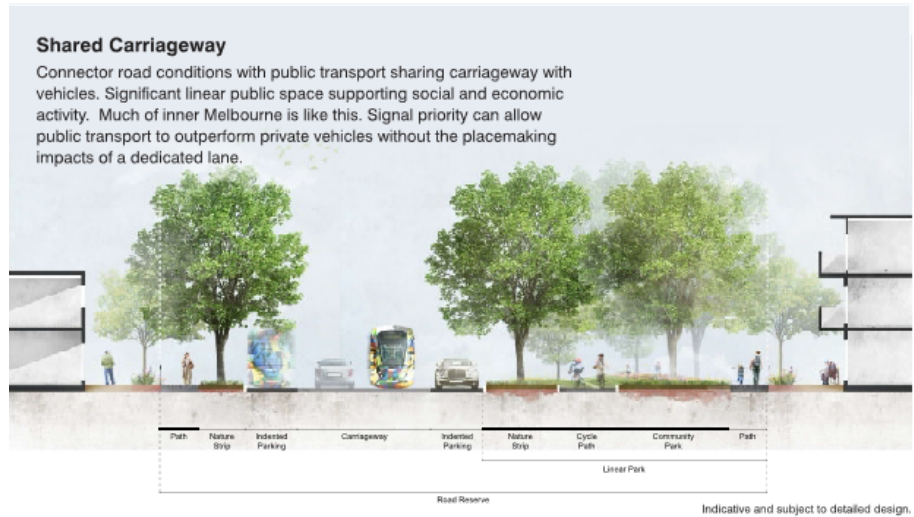 Shared Carriageway
Connector road conditions with public transport sharing carriageway with
vehicles. Significant linear public space supporting social and economic
activity.  Much of inner Melbourne is like this. Signal priority can allow
public transport to outperform private vehicles without the placemaking
impacts of a dedicated lane.
Path
Nature
Strip
Indented
Parking
Carriageway
Indented
Parking
Nature
Strip
Cycle
Path
Community
Park
Path
Linear Park
Road Reserve
Indicative and subject to detailed design.